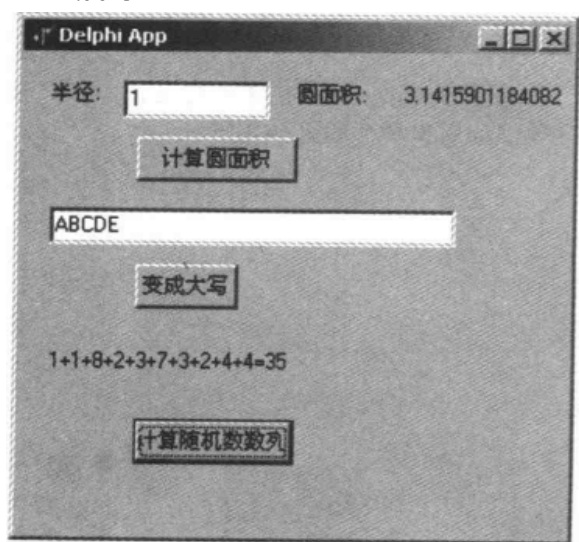 Delphi App
半径: 1 圆面积: 3.1415901184082
计算圆面积
ABCDE
变成大写
1+1+8+2+3+7+3+2+4+4=35
计算随机数数列